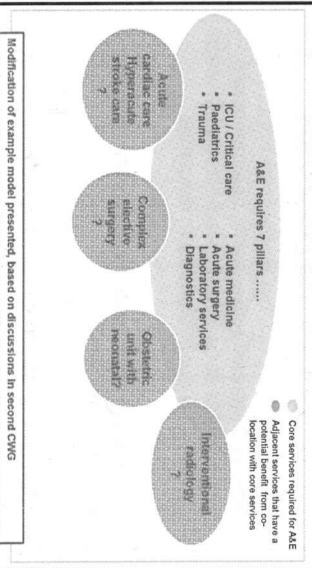 A&E requires 7 pillars ......
• ICU / Critical care
• Paediatrics
• Trauma
• Acute medicine
• Acute surgery
• Laboratory services
• Diagnostics
Core services required for A&E
Adjacent services that have a
potential benefit from co-
location with core services
Acute
cardiac care
Hyperacute
stroke care
?
Complex
elective
surgery
?
Obstetric
unit with
neonatal?
Interventional
radiology
?
Modification of example model presented, based on discussions in second CWG